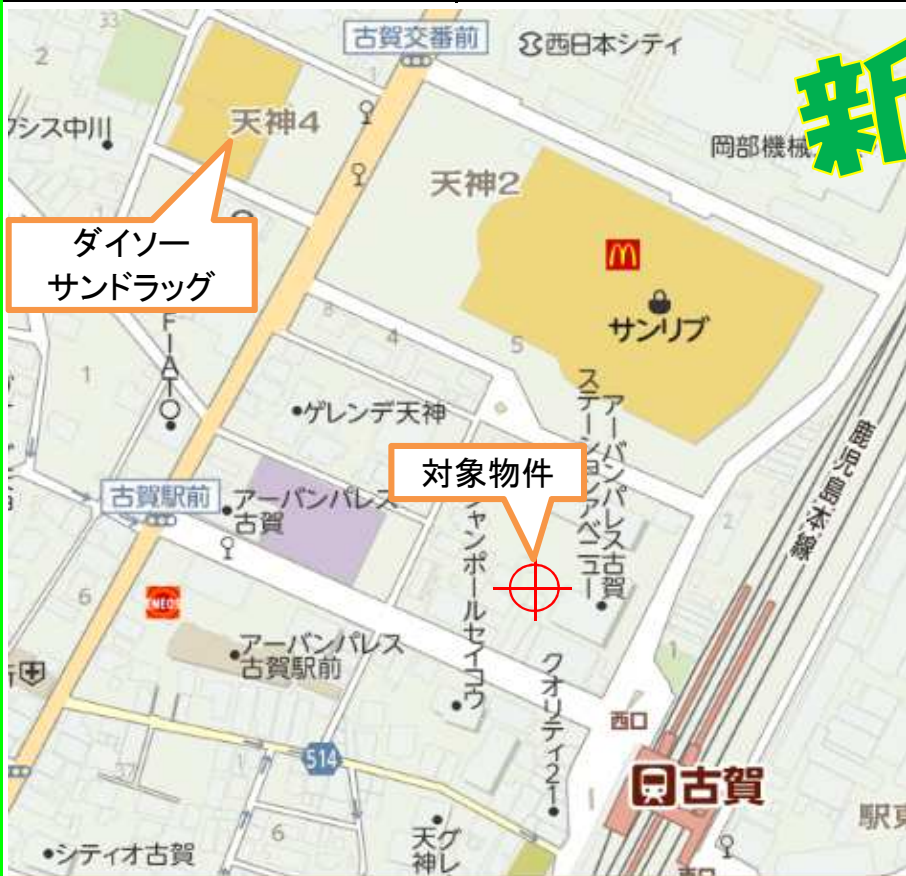 33
2
古賀交番前
西日本シティ
新
1
天神4
シス中川
岡部機械
天神2
ダイソー
サンドラッグ
サンリブ
FIATO
8
4
5
1
ゲレンデ天神
アーバンパレス古賀
ステーションアベニュー
鹿児島本線
対象物件
古賀駅前
アーバンパレス
古賀
2
シャンポールセイコウ
6
ENEOS
アーバンパレス
古賀駅前
クオリティ21
1
西口
514
1
古賀
駅東
6
シティオ古賀
天グ
神レ